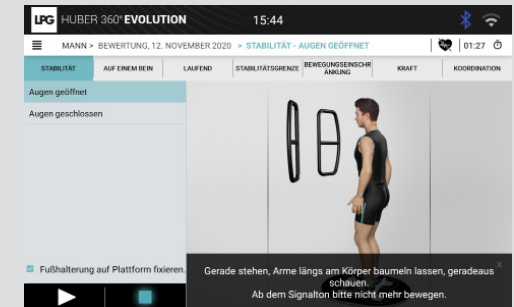 LPG HUBER 360° EVOLUTION 15:44
MANN > BEWERTUNG, 12. NOVEMBER 2020 > STABILITÄT - AUGEN GEÖFFNET 01:27
STABILITÄT AUF EINEM BEIN LAUFEND STABILITÄTSGRENZE BEWEGUNGSEINSCHR KRAFT KOORDINATION
ÄNKUNG
Augen geöffnet
Augen geschlossen
Fußhalterung auf Plattform fixieren.
X
Gerade stehen, Arme längs am Körper baumeln lassen, geradeaus
schauen.
Ab dem Signalton bitte nicht mehr bewegen.